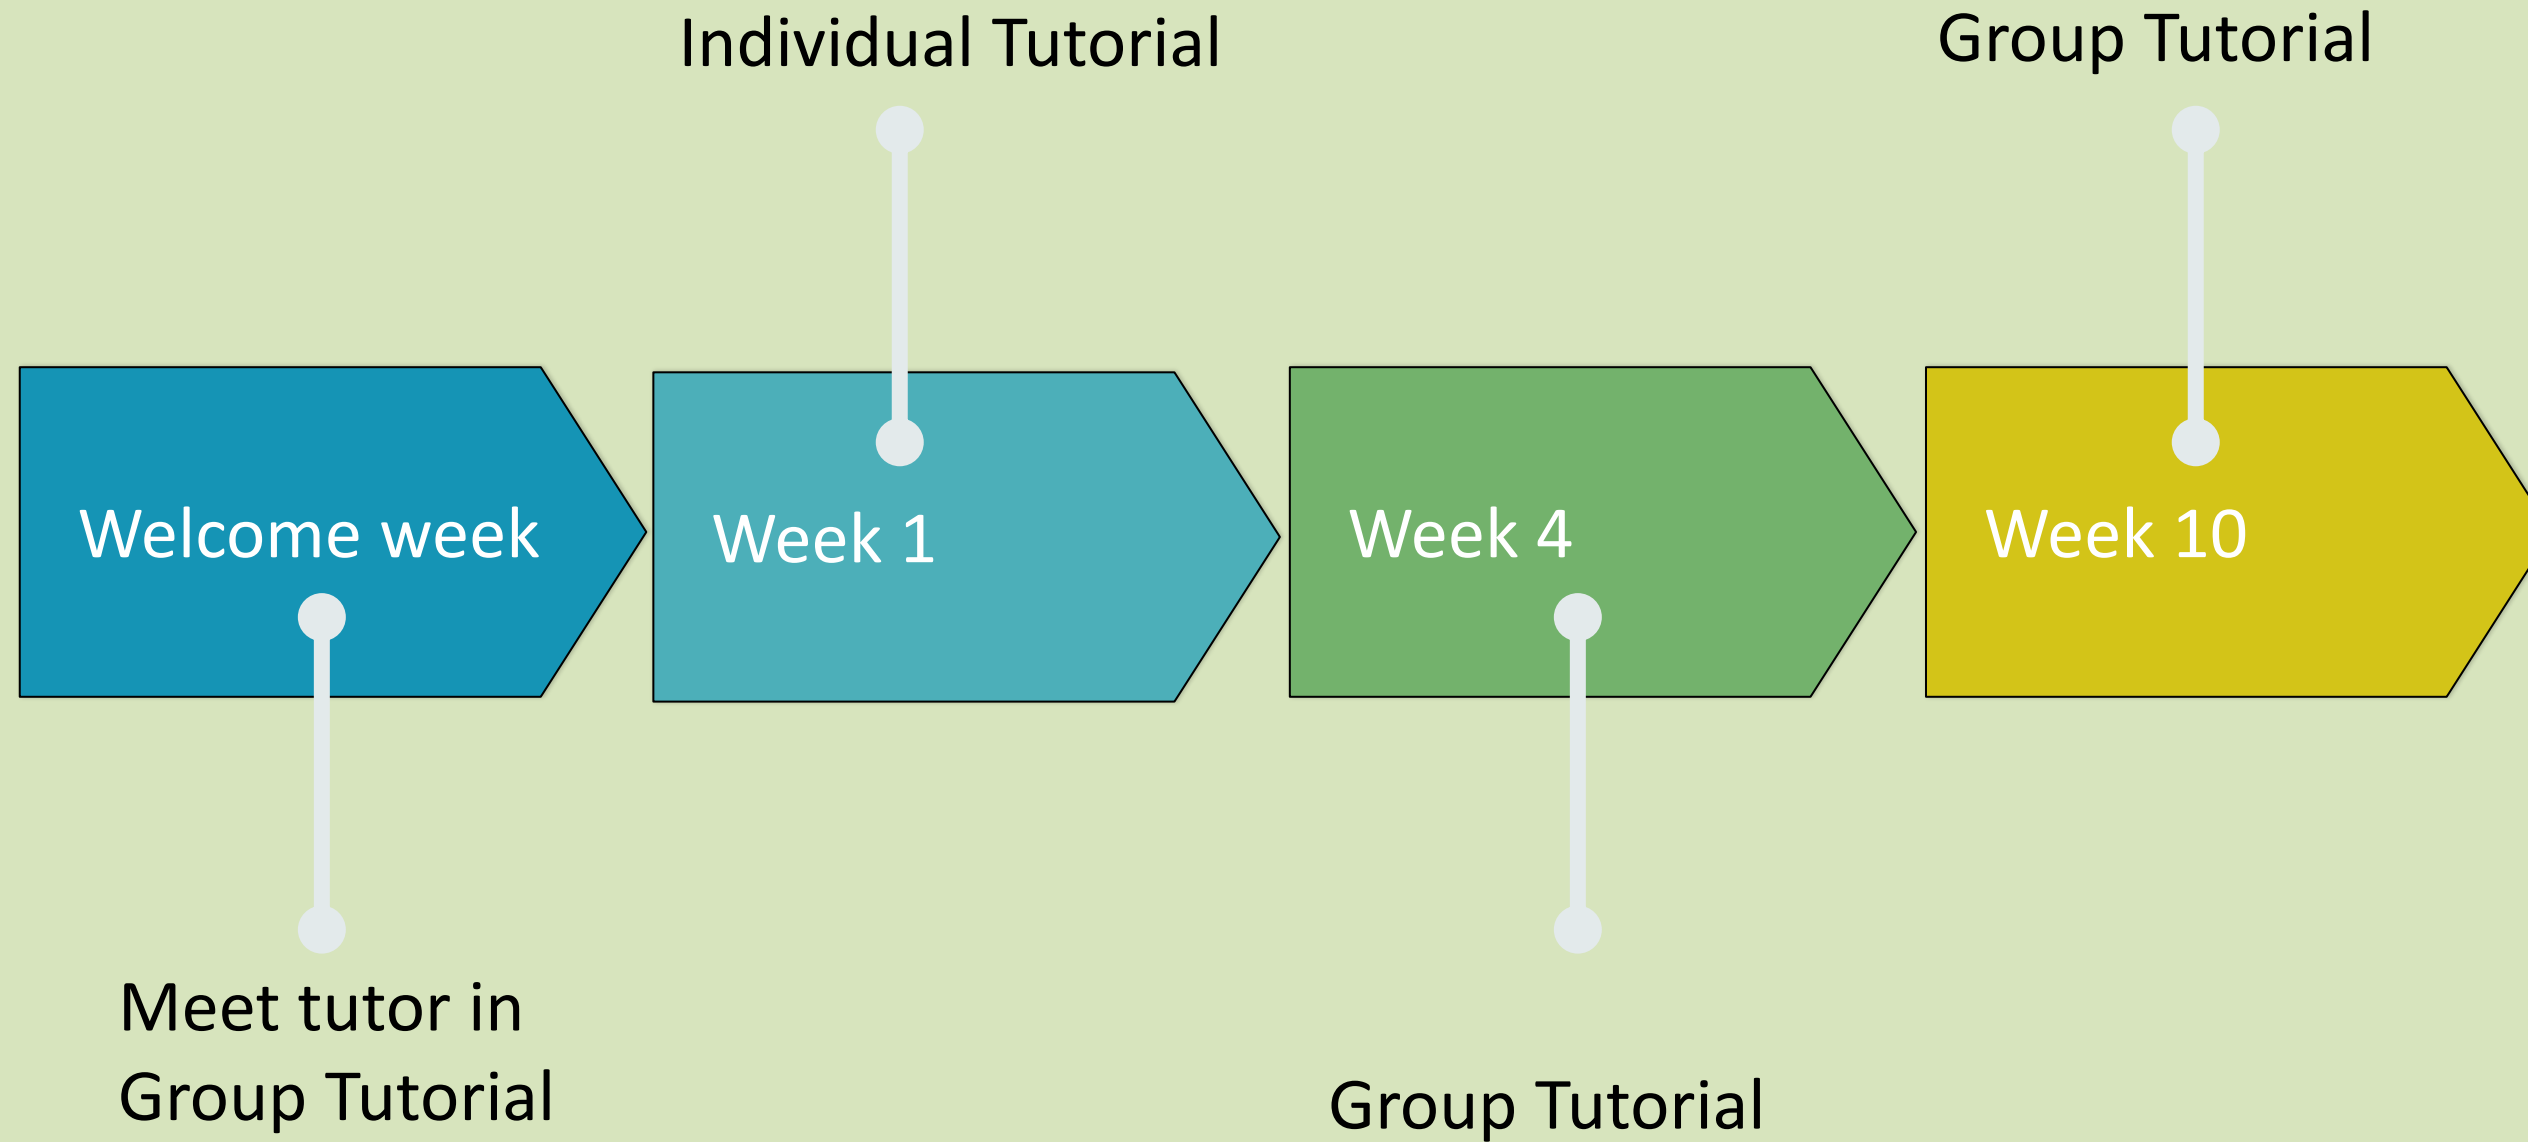 Individual Tutorial
Group Tutorial
Welcome week
Week 1
Week 4
Week 10
Meet tutor in
Group Tutorial
Group Tutorial